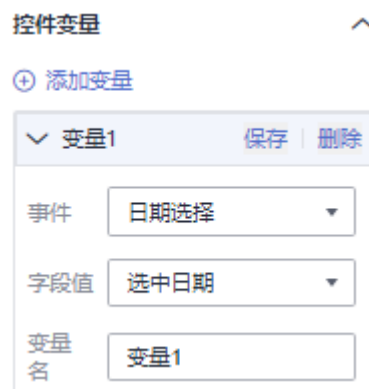 控件变量
添加变量
变量1 保存 删除
事件 日期选择
字段值 选中日期
变量名 变量1